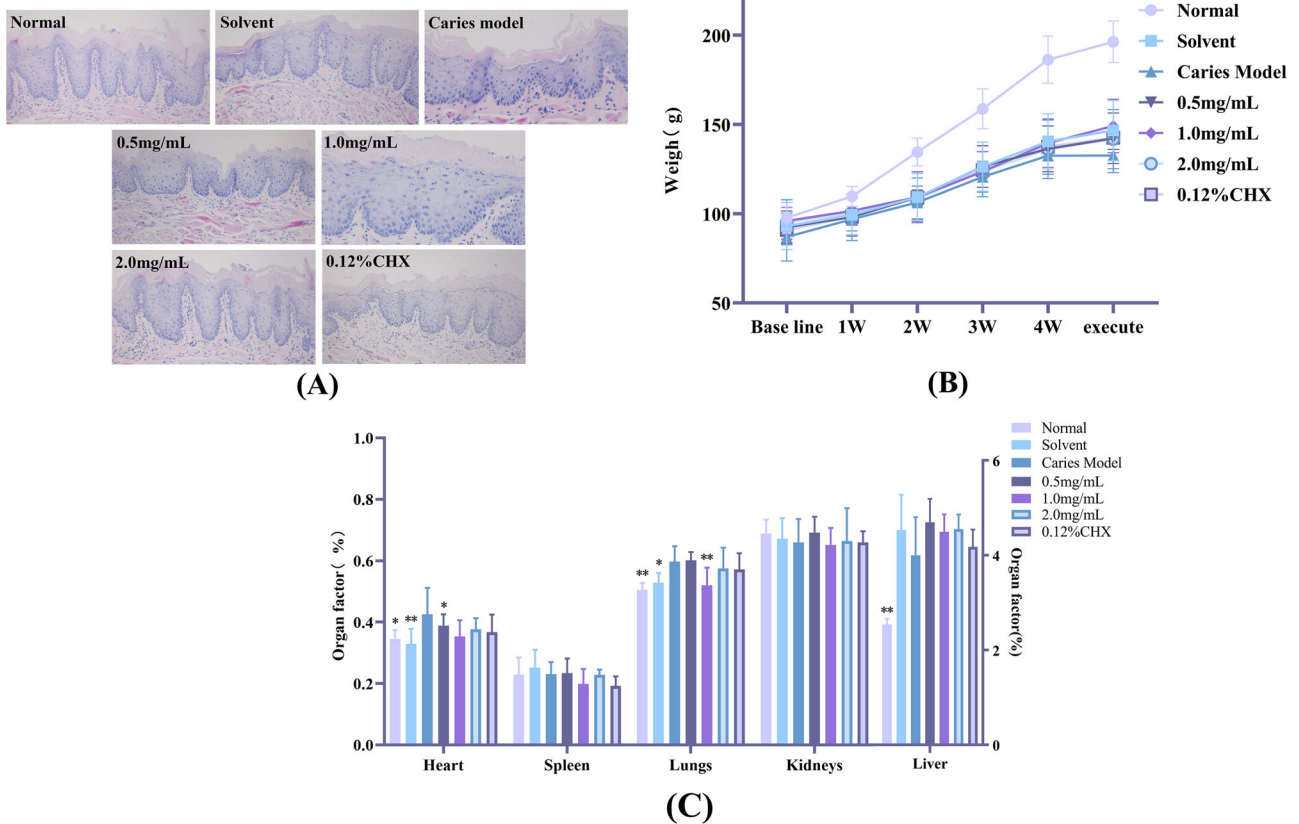 Normal
Solvent
Caries model
0.5mg/mL
1.0mg/mL
2.0mg/mL
0.12%CHX
(A)
200
150
100
50
Weigh（g）
Base line 1W 2W 3W 4W execute
Normal
Solvent
Caries Model
0.5mg/mL
1.0mg/mL
2.0mg/mL
0.12%CHX
(B)
1.0
0.8
0.6
0.4
0.2
0.0
Organ factor（ %）
* ** *
** * **
**
Heart Spleen Lungs Kidneys Liver
6
4
2
0
Organ factor(%)
Normal
Solvent
Caries Model
0.5mg/mL
1.0mg/mL
2.0mg/mL
0.12%CHX
(C)